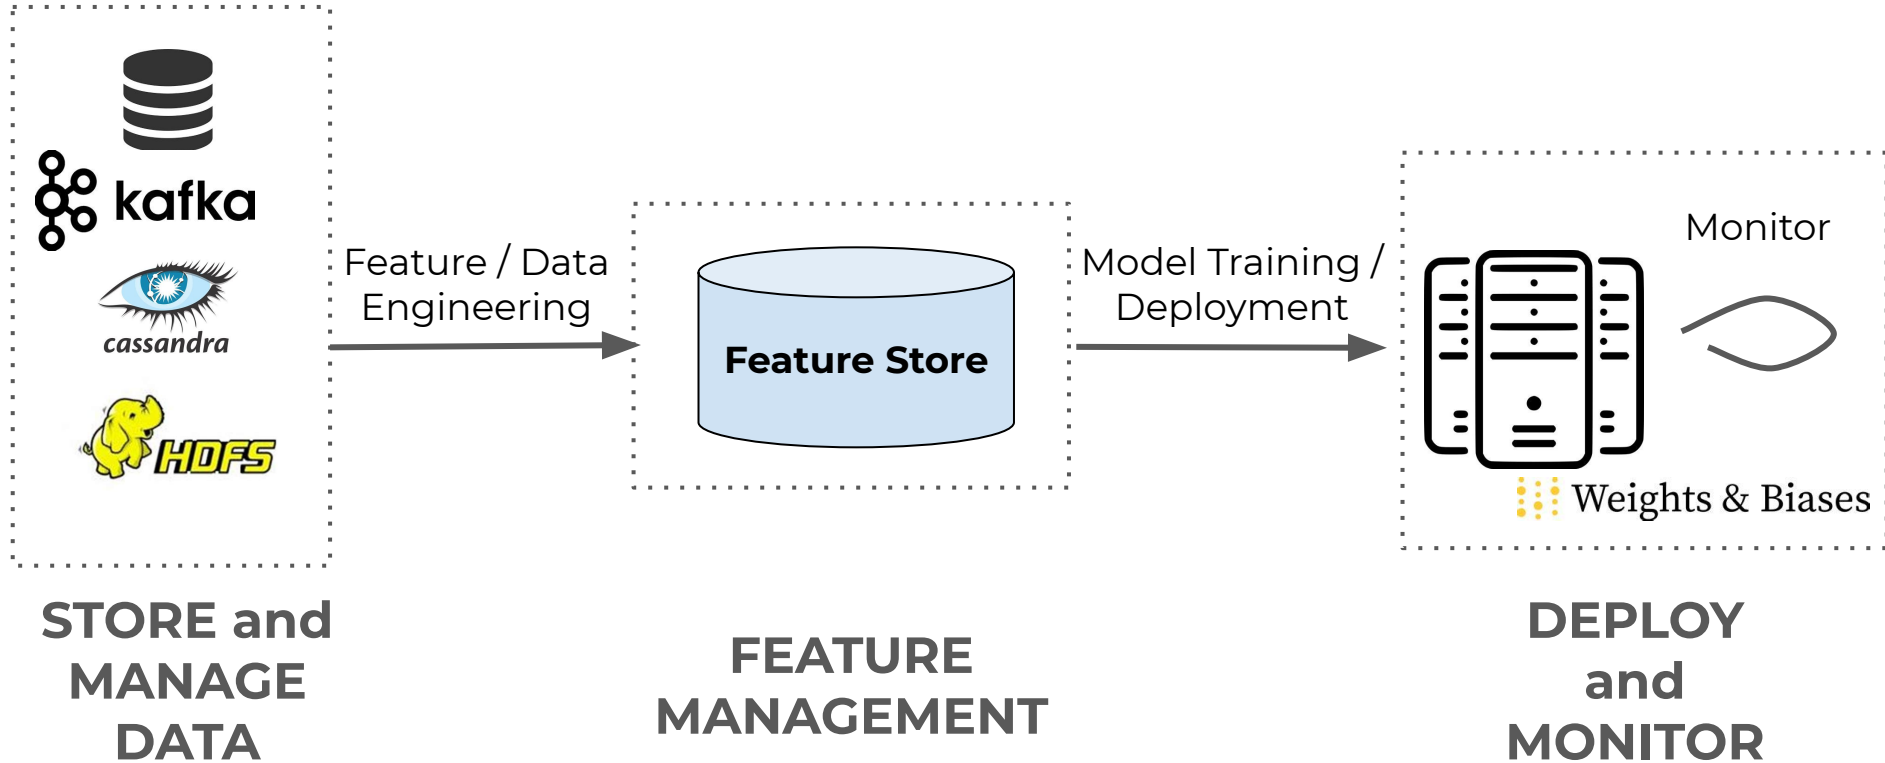 kafka
cassandra
HDFS
STORE and
MANAGE
DATA
Feature / Data
Engineering
Feature Store
FEATURE
MANAGEMENT
Model Training /
Deployment
Monitor
Weights & Biases
DEPLOY
and
MONITOR